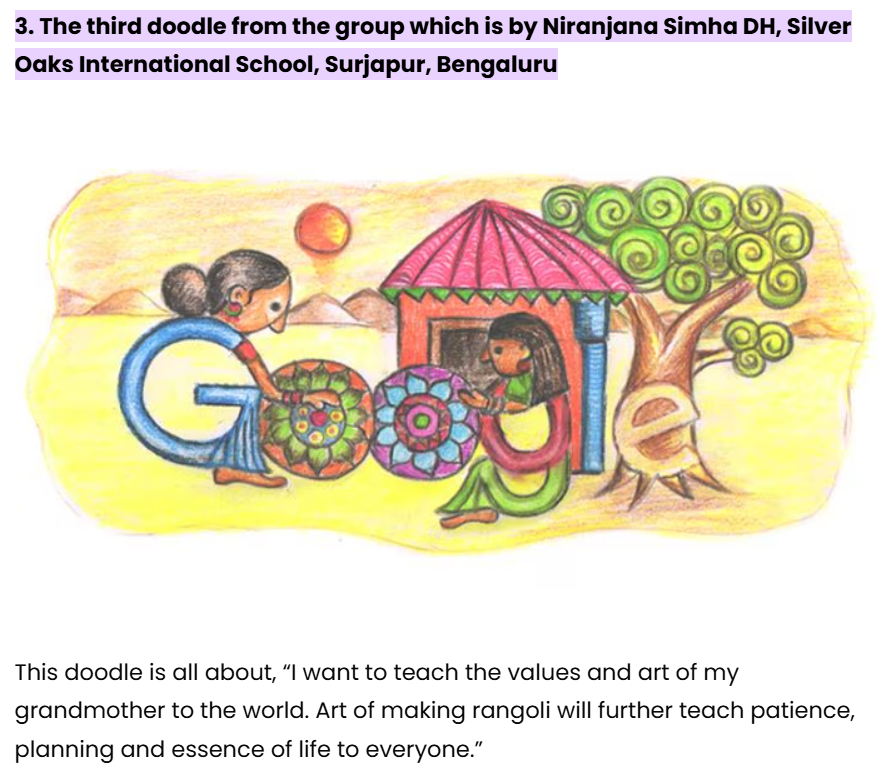 3. The third doodle from the group which is by Niranjana Simha DH, Silver
Oaks International School, Surjapur, Bengaluru
Google
This doodle is all about, “I want to teach the values and art of my
grandmother to the world. Art of making rangoli will further teach patience,
planning and essence of life to everyone.”